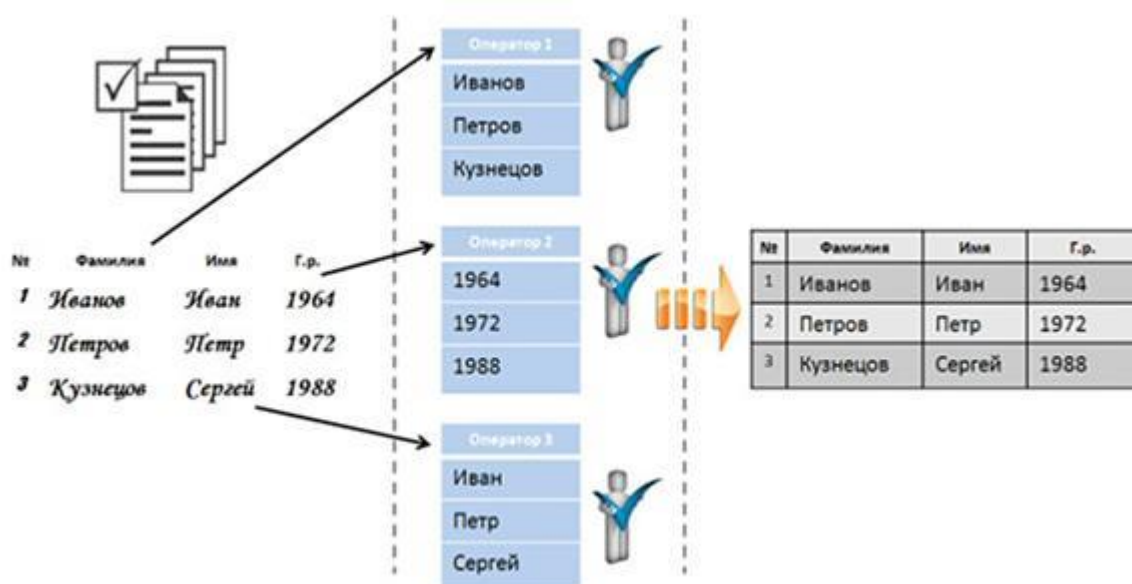 № Фамилия Имя Г.р.
1 Иванов Иван 1964
2 Петров Петр 1972
3 Кузнецов Сергей 1988
Оператор 1
Иванов
Петров
Кузнецов
Оператор 2
1964
1972
1988
Оператор 3
Иван
Петр
Сергей
№ Фамилия Имя Г.р.
1 Иванов Иван 1964
2 Петров Петр 1972
3 Кузнецов Сергей 1988